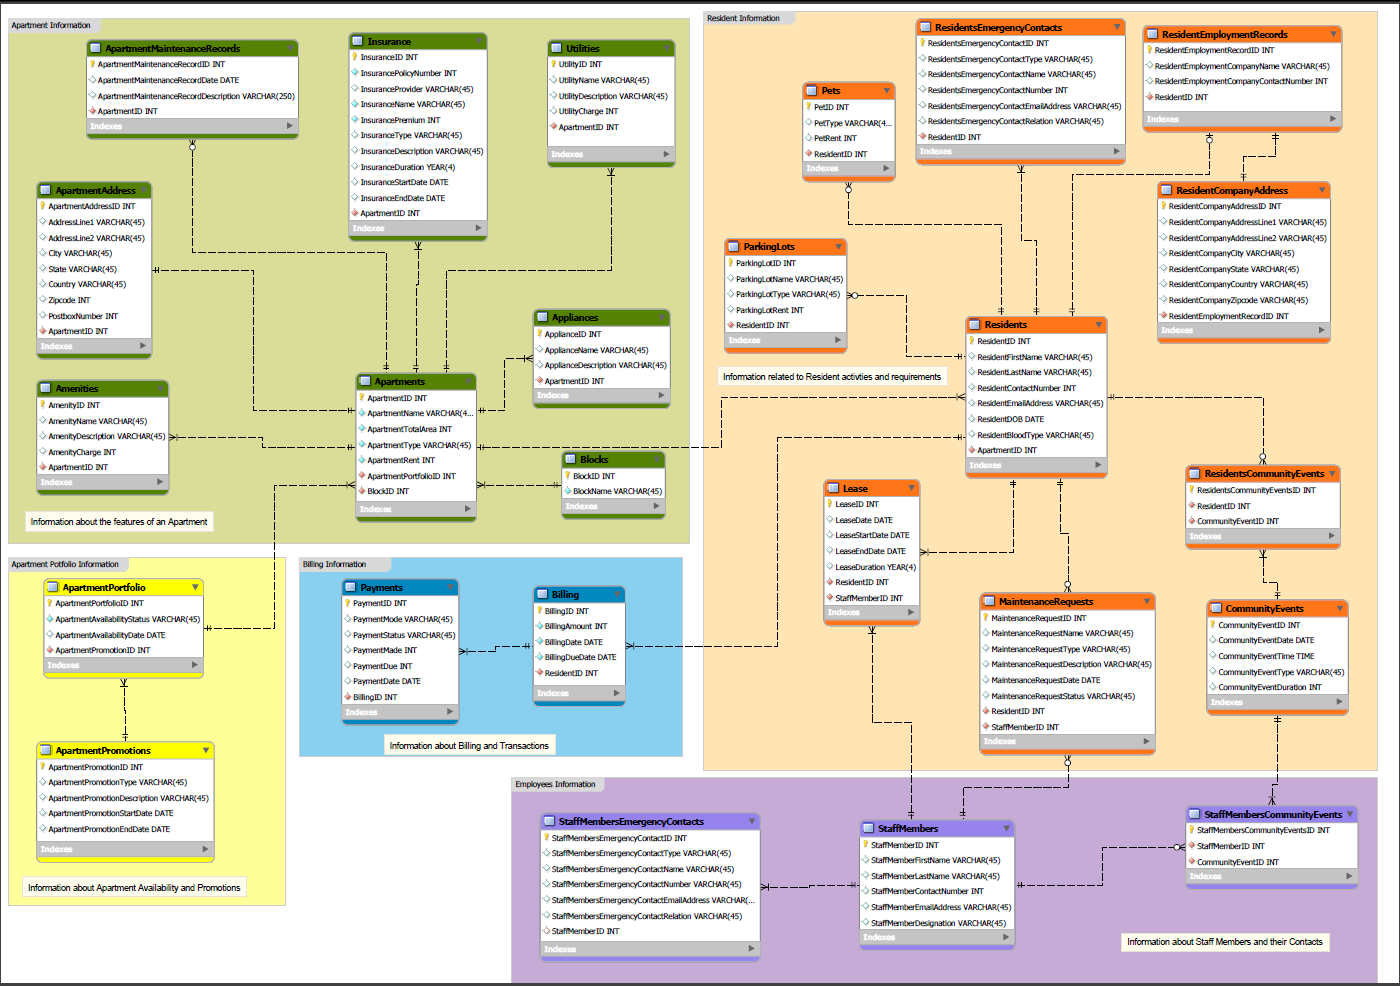 Apartment Information
ApartmentMaintenanceRecords
ApartmentMaintenanceRecordID INT
ApartmentMaintenanceRecordDate DATE
ApartmentMaintenanceRecordDescription VARCHAR(250)
ApartmentID INT
Indexes
Insurance
InsuranceID INT
InsurancePolicyNumber INT
InsuranceProvider VARCHAR(45)
InsuranceName VARCHAR(45)
InsurancePremium INT
InsuranceType VARCHAR(45)
InsuranceDescription VARCHAR(45)
InsuranceDuration YEAR(4)
InsuranceStartDate DATE
InsuranceEndDate DATE
ApartmentID INT
Indexes
Utilities
UtilityID INT
UtilityName VARCHAR(45)
UtilityDescription VARCHAR(45)
UtilityCharge INT
ApartmentID INT
Indexes
ApartmentAddress
ApartmentAddressID INT
AddressLine1 VARCHAR(45)
AddressLine2 VARCHAR(45)
City VARCHAR(45)
State VARCHAR(45)
Country VARCHAR(45)
Zipcode INT
PostboxNumber INT
ApartmentID INT
Indexes
Appliances
ApplianceID INT
ApplianceName VARCHAR(45)
ApplianceDescription VARCHAR(45)
ApartmentID INT
Indexes
Amenities
AmenityID INT
AmenityName VARCHAR(45)
AmenityDescription VARCHAR(45)
AmenityCharge INT
ApartmentID INT
Indexes
Apartments
ApartmentID INT
ApartmentName VARCHAR(4...
ApartmentTotalArea INT
ApartmentType VARCHAR(45)
ApartmentRent INT
ApartmentPortfolioID INT
BlockID INT
Indexes
Blocks
BlockID INT
BlockName VARCHAR(45)
Indexes
Information about the features of an Apartment
Resident Information
ResidentsEmergencyContacts
ResidentsEmergencyContactID INT
ResidentsEmergencyContactType VARCHAR(45)
ResidentsEmergencyContactName VARCHAR(45)
ResidentsEmergencyContactNumber INT
ResidentsEmergencyContactEmailAddress VARCHAR(45)
ResidentsEmergencyContactRelation VARCHAR(45)
ResidentID INT
Indexes
ResidentEmploymentRecords
ResidentEmploymentRecordID INT
ResidentEmploymentCompanyName VARCHAR(45)
ResidentEmploymentCompanyContactNumber INT
ResidentID INT
Indexes
Pets
PetID INT
PetType VARCHAR(4...
PetRent INT
ResidentID INT
Indexes
ResidentCompanyAddress
ResidentCompanyAddressID INT
ResidentCompanyAddressLine1 VARCHAR(45)
ResidentCompanyAddressLine2 VARCHAR(45)
ResidentCompanyCity VARCHAR(45)
ResidentCompanyState VARCHAR(45)
ResidentCompanyCountry VARCHAR(45)
ResidentCompanyZipcode VARCHAR(45)
ResidentEmploymentRecordID INT
Indexes
ParkingLots
ParkingLotID INT
ParkingLotName VARCHAR(45)
ParkingLotType VARCHAR(45)
ParkingLotRent INT
ResidentID INT
Indexes
Information related to Resident activties and requirements
Residents
ResidentID INT
ResidentFirstName VARCHAR(45)
ResidentLastName VARCHAR(45)
ResidentContactNumber INT
ResidentEmailAddress VARCHAR(45)
ResidentDOB DATE
ResidentBloodType VARCHAR(45)
ApartmentID INT
Indexes
Lease
LeaseID INT
LeaseDate DATE
LeaseStartDate DATE
LeaseEndDate DATE
LeaseDuration YEAR(4)
ResidentID INT
StaffMemberID INT
Indexes
ResidentsCommunityEvents
ResidentsCommunityEventsID INT
ResidentID INT
CommunityEventID INT
Indexes
MaintenanceRequests
MaintenanceRequestID INT
MaintenanceRequestName VARCHAR(45)
MaintenanceRequestType VARCHAR(45)
MaintenanceRequestDescription VARCHAR(45)
MaintenanceRequestDate DATE
MaintenanceRequestStatus VARCHAR(45)
ResidentID INT
StaffMemberID INT
Indexes
CommunityEvents
CommunityEventID INT
CommunityEventDate DATE
CommunityEventTime TIME
CommunityEventType VARCHAR(45)
CommunityEventDuration INT
Indexes
Apartment Potfolio Information
ApartmentPortfolio
ApartmentPortfolioID INT
ApartmentAvailabilityStatus VARCHAR(45)
ApartmentAvailabilityDate DATE
ApartmentPromotionID INT
Indexes
ApartmentPromotions
ApartmentPromotionID INT
ApartmentPromotionType VARCHAR(45)
ApartmentPromotionDescription VARCHAR(45)
ApartmentPromotionStartDate DATE
ApartmentPromotionEndDate DATE
Indexes
Information about Apartment Availability and Promotions
Billing Information
Payments
PaymentID INT
PaymentMode VARCHAR(45)
PaymentStatus VARCHAR(45)
PaymentMade INT
PaymentDue INT
PaymentDate DATE
BillingID INT
Indexes
Billing
BillingID INT
BillingAmount INT
BillingDate DATE
BillingDueDate DATE
ResidentID INT
Indexes
Information about Billing and Transactions
Employees Information
StaffMembersEmergencyContacts
StaffMembersEmergencyContactID INT
StaffMembersEmergencyContactType VARCHAR(45)
StaffMembersEmergencyContactName VARCHAR(45)
StaffMembersEmergencyContactNumber VARCHAR(45)
StaffMembersEmergencyContactEmailAddress VARCHAR(...
StaffMembersEmergencyContactRelation VARCHAR(45)
StaffMemberID INT
Indexes
StaffMembers
StaffMemberID INT
StaffMemberFirstName VARCHAR(45)
StaffMemberLastName VARCHAR(45)
StaffMemberContactNumber INT
StaffMemberEmailAddress VARCHAR(45)
StaffMemberDesignation VARCHAR(45)
Indexes
StaffMembersCommunityEvents
StaffMembersCommunityEventsID INT
StaffMemberID INT
CommunityEventID INT
Indexes
Information about Staff Members and their Contacts